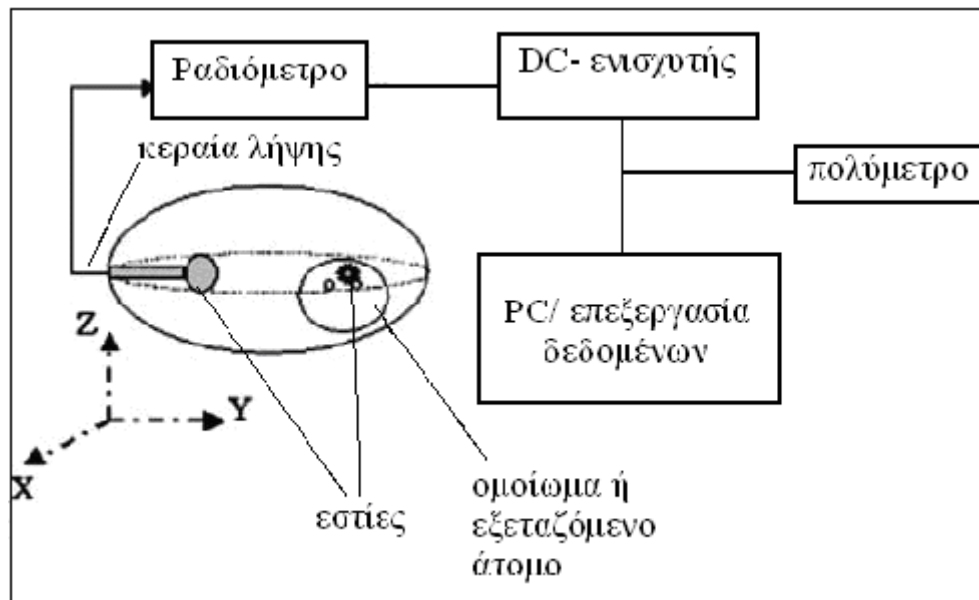 Ραδιόμετρο
DC- ενισχυτής
κεραία λήψης
πολύμετρο
PC/ επεξεργασία
δεδομένων
Z
Y
X
εστίες
ομοίωμα ή
εξεταζόμενο
άτομο